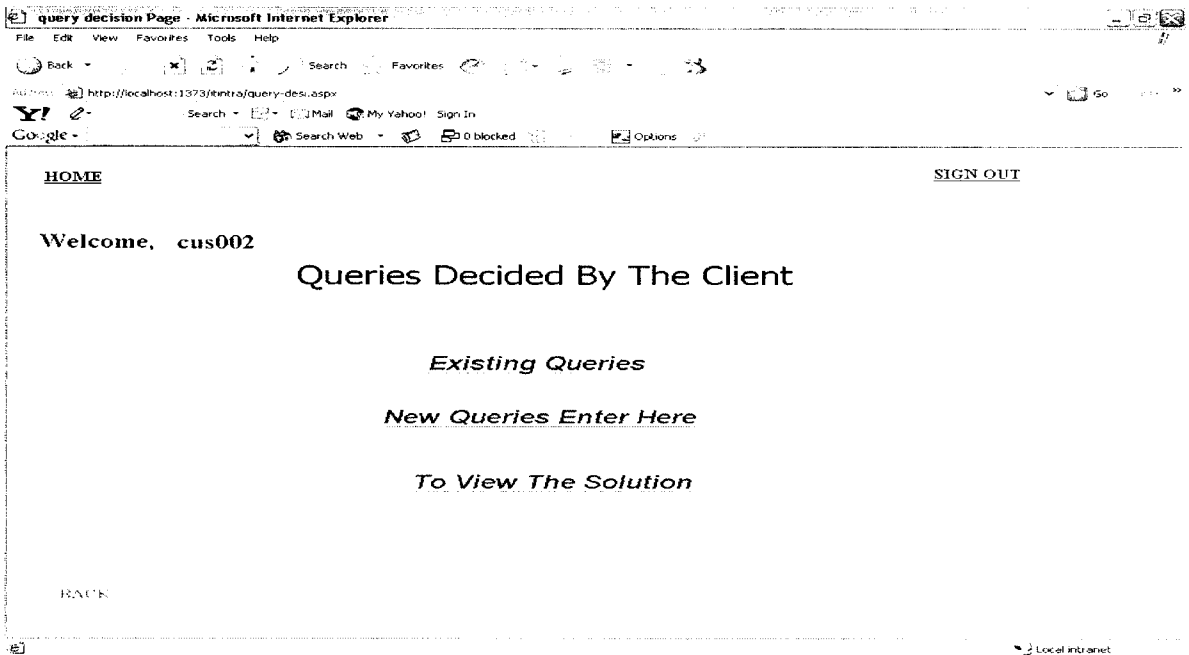 query decision Page - Microsoft Internet Explorer
File Edit View Favorites Tools Help
Back Search Favorites
http://localhost:1373/itintra/query-desi.aspx Go
Y! Search Mail My Yahoo! Sign In
Google Search Web 0 blocked Options
HOME SIGN OUT
Welcome, cus002
Queries Decided By The Client
Existing Queries
New Queries Enter Here
To View The Solution
BACK
Local intranet